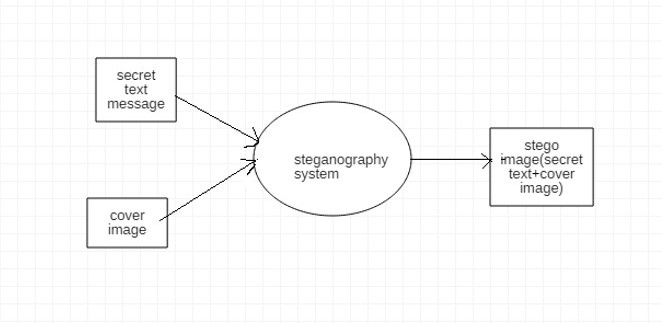 secret
text
message
steganography
system
stego
image(secret
text+cover
image)
cover
image